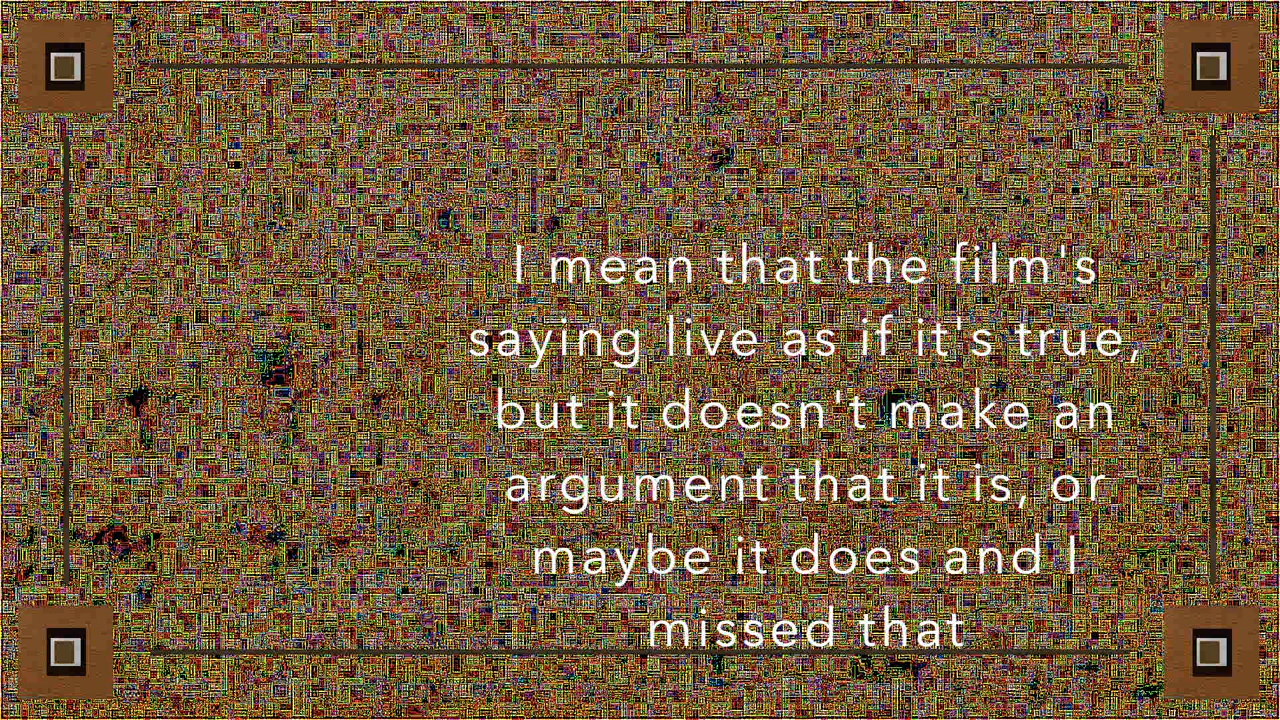 I mean that the film's
saying live as if it's true,
but it doesn't make an
argument that it is, or
maybe it does and I
missed that